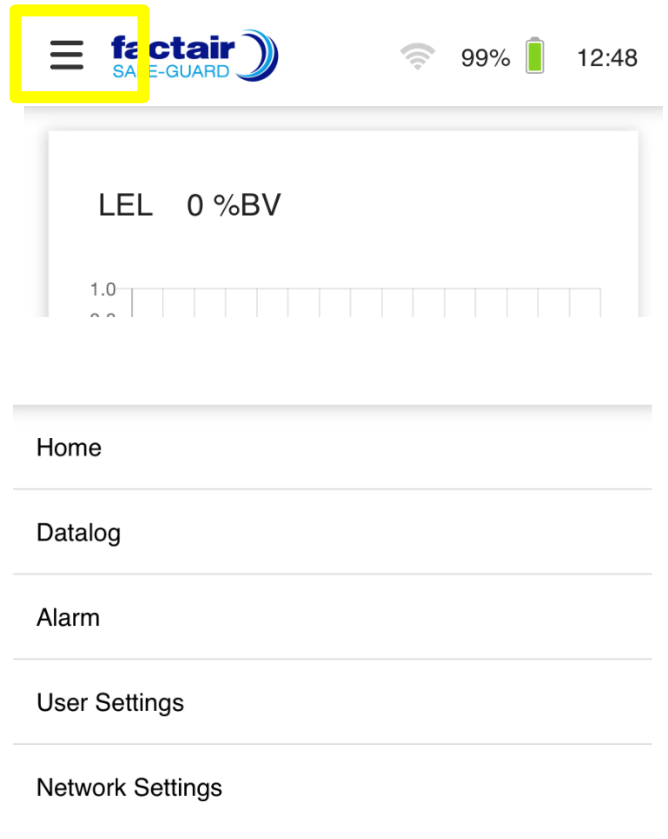 factair
SAFE-GUARD
99%
12:48
LEL 0 %BV
1.0
Home
Datalog
Alarm
User Settings
Network Settings